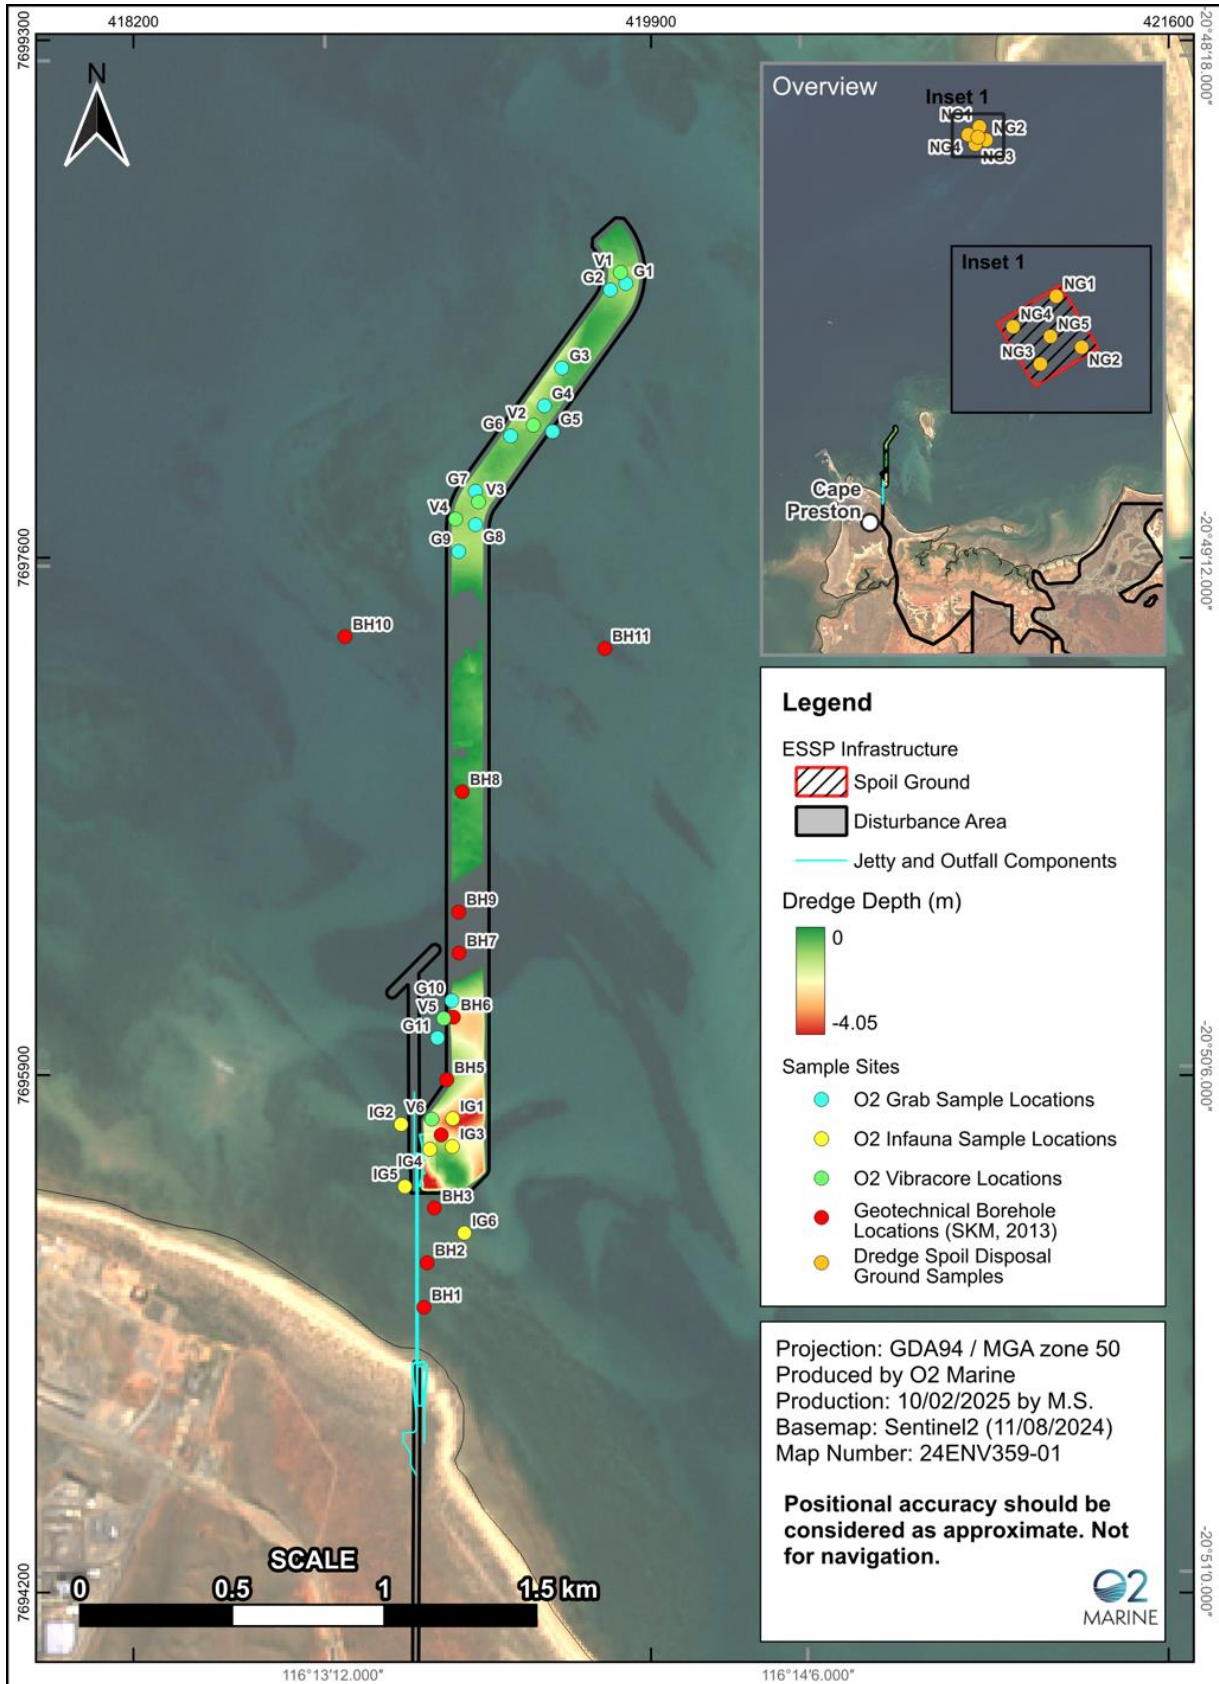 418200
419900
421600
7699300
-20°48'18.000"
N
Overview
Inset 1
NG1
NG2
NG4
NG3
Inset 1
NG1
NG4
NG5
NG3
NG2
Cape
Preston
V1
G2
G1
G3
G4
V2
G6
G5
G7
V3
V4
G8
G9
7697600
-20°49'12.000"
BH10
BH11
BH8
BH9
BH7
G10
V5
BH6
G11
BH5
7695900
-20°50'6.000"
IG2
V6
IG1
IG3
IG4
IG5
BH3
IG6
BH2
BH1
Legend
ESSP Infrastructure
Spoil Ground
Disturbance Area
Jetty and Outfall Components
Dredge Depth (m)
0
-4.05
Sample Sites
O2 Grab Sample Locations
O2 Infauna Sample Locations
O2 Vibracore Locations
Geotechnical Borehole
Locations (SKM, 2013)
Dredge Spoil Disposal
Ground Samples
Projection: GDA94 / MGA zone 50
Produced by O2 Marine
Production: 10/02/2025 by M.S.
Basemap: Sentinel2 (11/08/2024)
Map Number: 24ENV359-01
Positional accuracy should be
considered as approximate. Not
for navigation.
O2
MARINE
SCALE
0 0.5 1 1.5 km
7694200
-20°51'0.000"
116°13'12.000"
116°14'6.000"